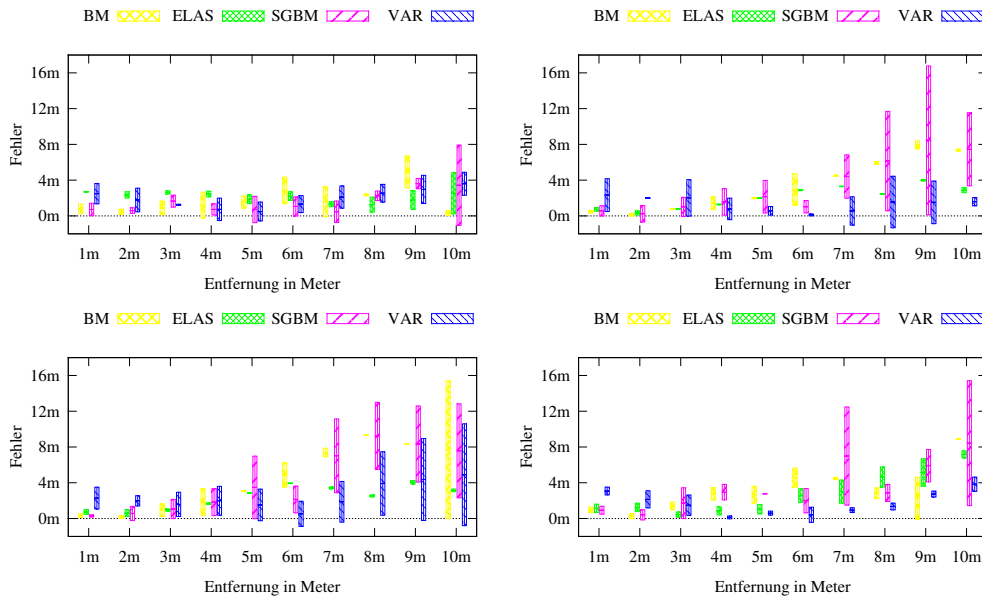 BM ELAS SGBM VAR
16m
12m
8m
4m
0m
Fehler
1m 2m 3m 4m 5m 6m 7m 8m 9m 10m
Entfernung in Meter
BM ELAS SGBM VAR
16m
12m
8m
4m
0m
Fehler
1m 2m 3m 4m 5m 6m 7m 8m 9m 10m
Entfernung in Meter
BM ELAS SGBM VAR
16m
12m
8m
4m
0m
Fehler
1m 2m 3m 4m 5m 6m 7m 8m 9m 10m
Entfernung in Meter
BM ELAS SGBM VAR
16m
12m
8m
4m
0m
Fehler
1m 2m 3m 4m 5m 6m 7m 8m 9m 10m
Entfernung in Meter